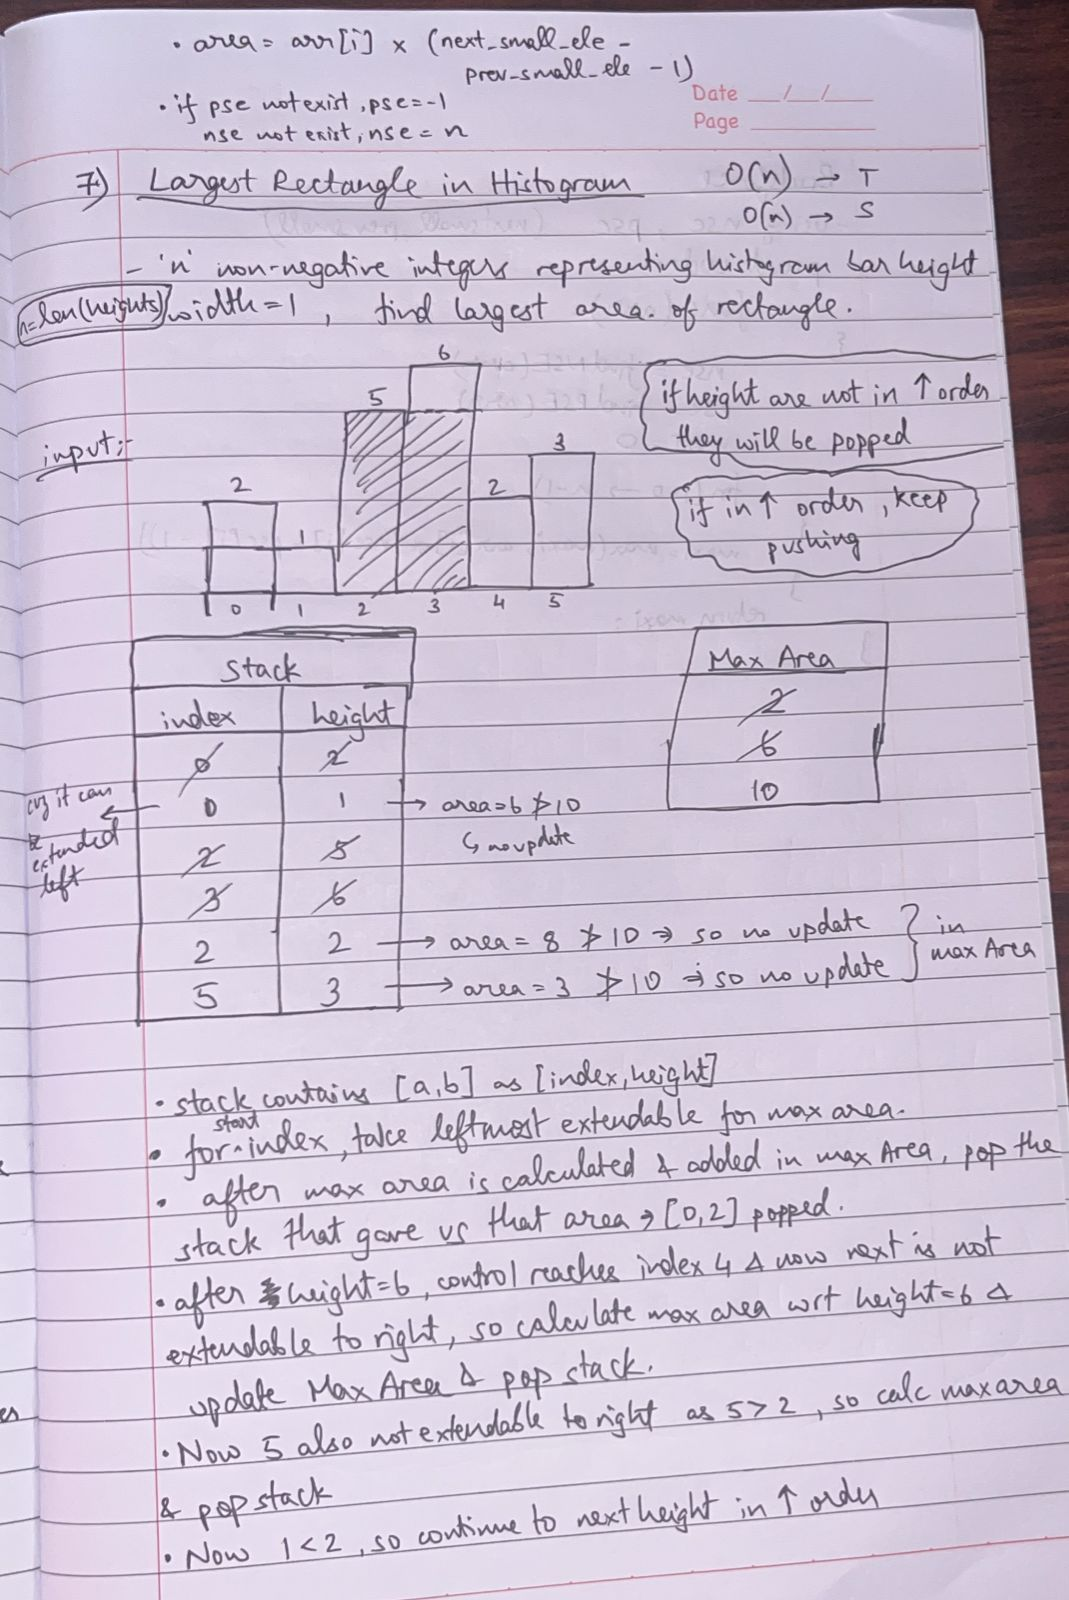 • area = arr[i] × (next_small_ele -
prev_small_ele - 1)
• if pse not exist, pse=-1
nse not exist, nse = n
Date __/__/__
Page
7) Largest Rectangle in Histogram
O(n) → T
O(n) → S
- 'n' non-negative integers representing histogram bar height
n=len(heights) width=1, find largest area. of rectangle.
input:-
2 1 5 6 2 3
0 1 2 3 4 5
if height are not in ↑ order
they will be popped
if in ↑ order, keep
pushing
Stack
index height
0 2
0 1 → area=6 ≯ 10
↳ no update
cuz it can
be
extended
left
2 5
3 6
2 2 → area = 8 ≯ 10 ⇒ so no update
5 3 → area = 3 ≯ 10 ⇒ so no update
} in
max Area
Max Area
2
6
10
• stack contains [a,b] as [index, height]
• for start index, take leftmost extendable for max area.
• after max area is calculated & added in max Area, pop the
stack that gave us that area → [0,2] popped.
• after height=6, control reaches index 4 & now next is not
extendable to right, so calculate max area wrt height=6 &
update Max Area & pop stack.
• Now 5 also not extendable to right as 5>2, so calc max area
& pop stack
• Now 1<2, so continue to next height in ↑ order